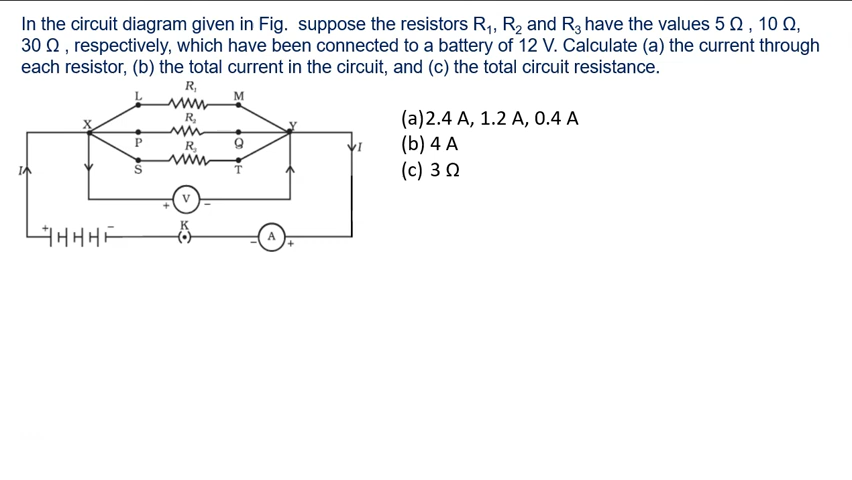 In the circuit diagram given in Fig. suppose the resistors R₁, R₂ and R₃ have the values 5 Ω , 10 Ω,
30 Ω , respectively, which have been connected to a battery of 12 V. Calculate (a) the current through
each resistor, (b) the total current in the circuit, and (c) the total circuit resistance.
R₁
L M
X R₂ Y
P R₃ Q
S T
I I
+ V −
+ − K − A +
(a)2.4 A, 1.2 A, 0.4 A
(b) 4 A
(c) 3 Ω